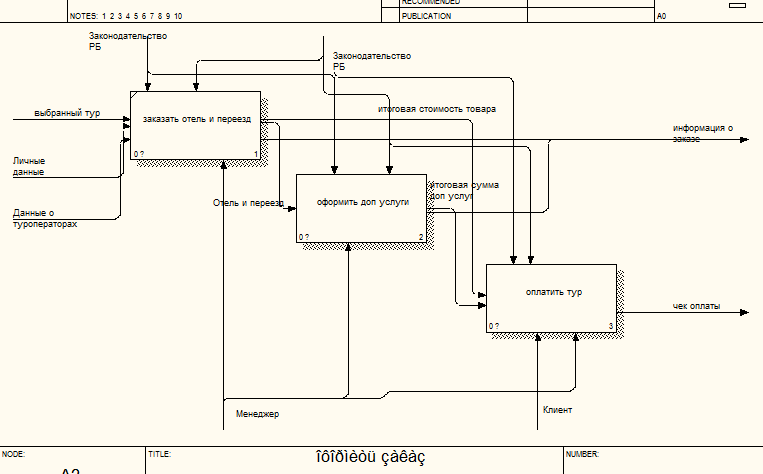 RECOMMENDED
NOTES: 1 2 3 4 5 6 7 8 9 10
PUBLICATION
A0
Законодательство
РБ
Законодательство
РБ
выбранный тур
заказать отель и переезд
0 ?
1
итоговая стоимость товара
информация о
заказе
Личные
данные
Данные о
туроператорах
Отель и переезд
оформить доп услуги
0 ?
2
итоговая сумма
доп услуг
оплатить тур
0 ?
3
чек оплаты
Менеджер
Клиент
NODE:
TITLE:
îôîðìèòü çàêàç
NUMBER: